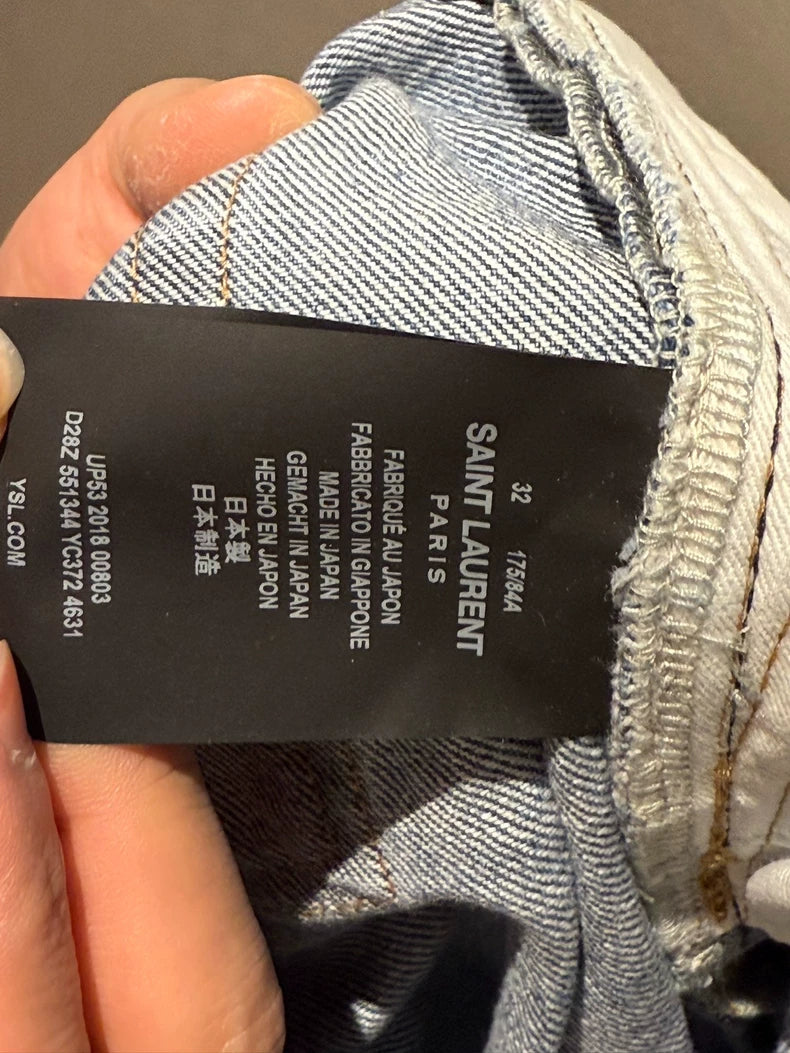 32 175/84A
SAINT LAURENT
PARIS
FABRIQUÉ AU JAPON
FABBRICATO IN GIAPPONE
MADE IN JAPAN
GEMACHT IN JAPAN
HECHO EN JAPON
日本製
日本制造
UP53 2018 00803
D28Z 551344 YC372 4631
YSL.COM